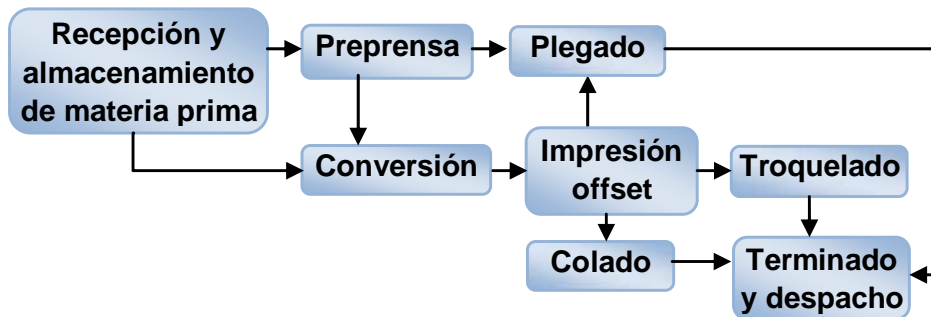 Recepción y
almacenamiento
de materia prima
Preprensa
Plegado
Conversión
Impresión
offset
Troquelado
Colado
Terminado
y despacho